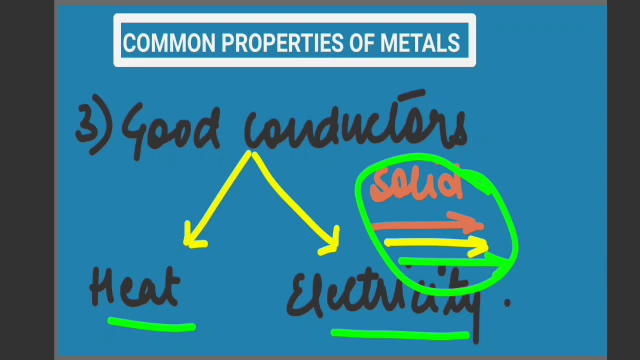 COMMON PROPERTIES OF METALS
3) Good conductors
solid
Heat Electricity.